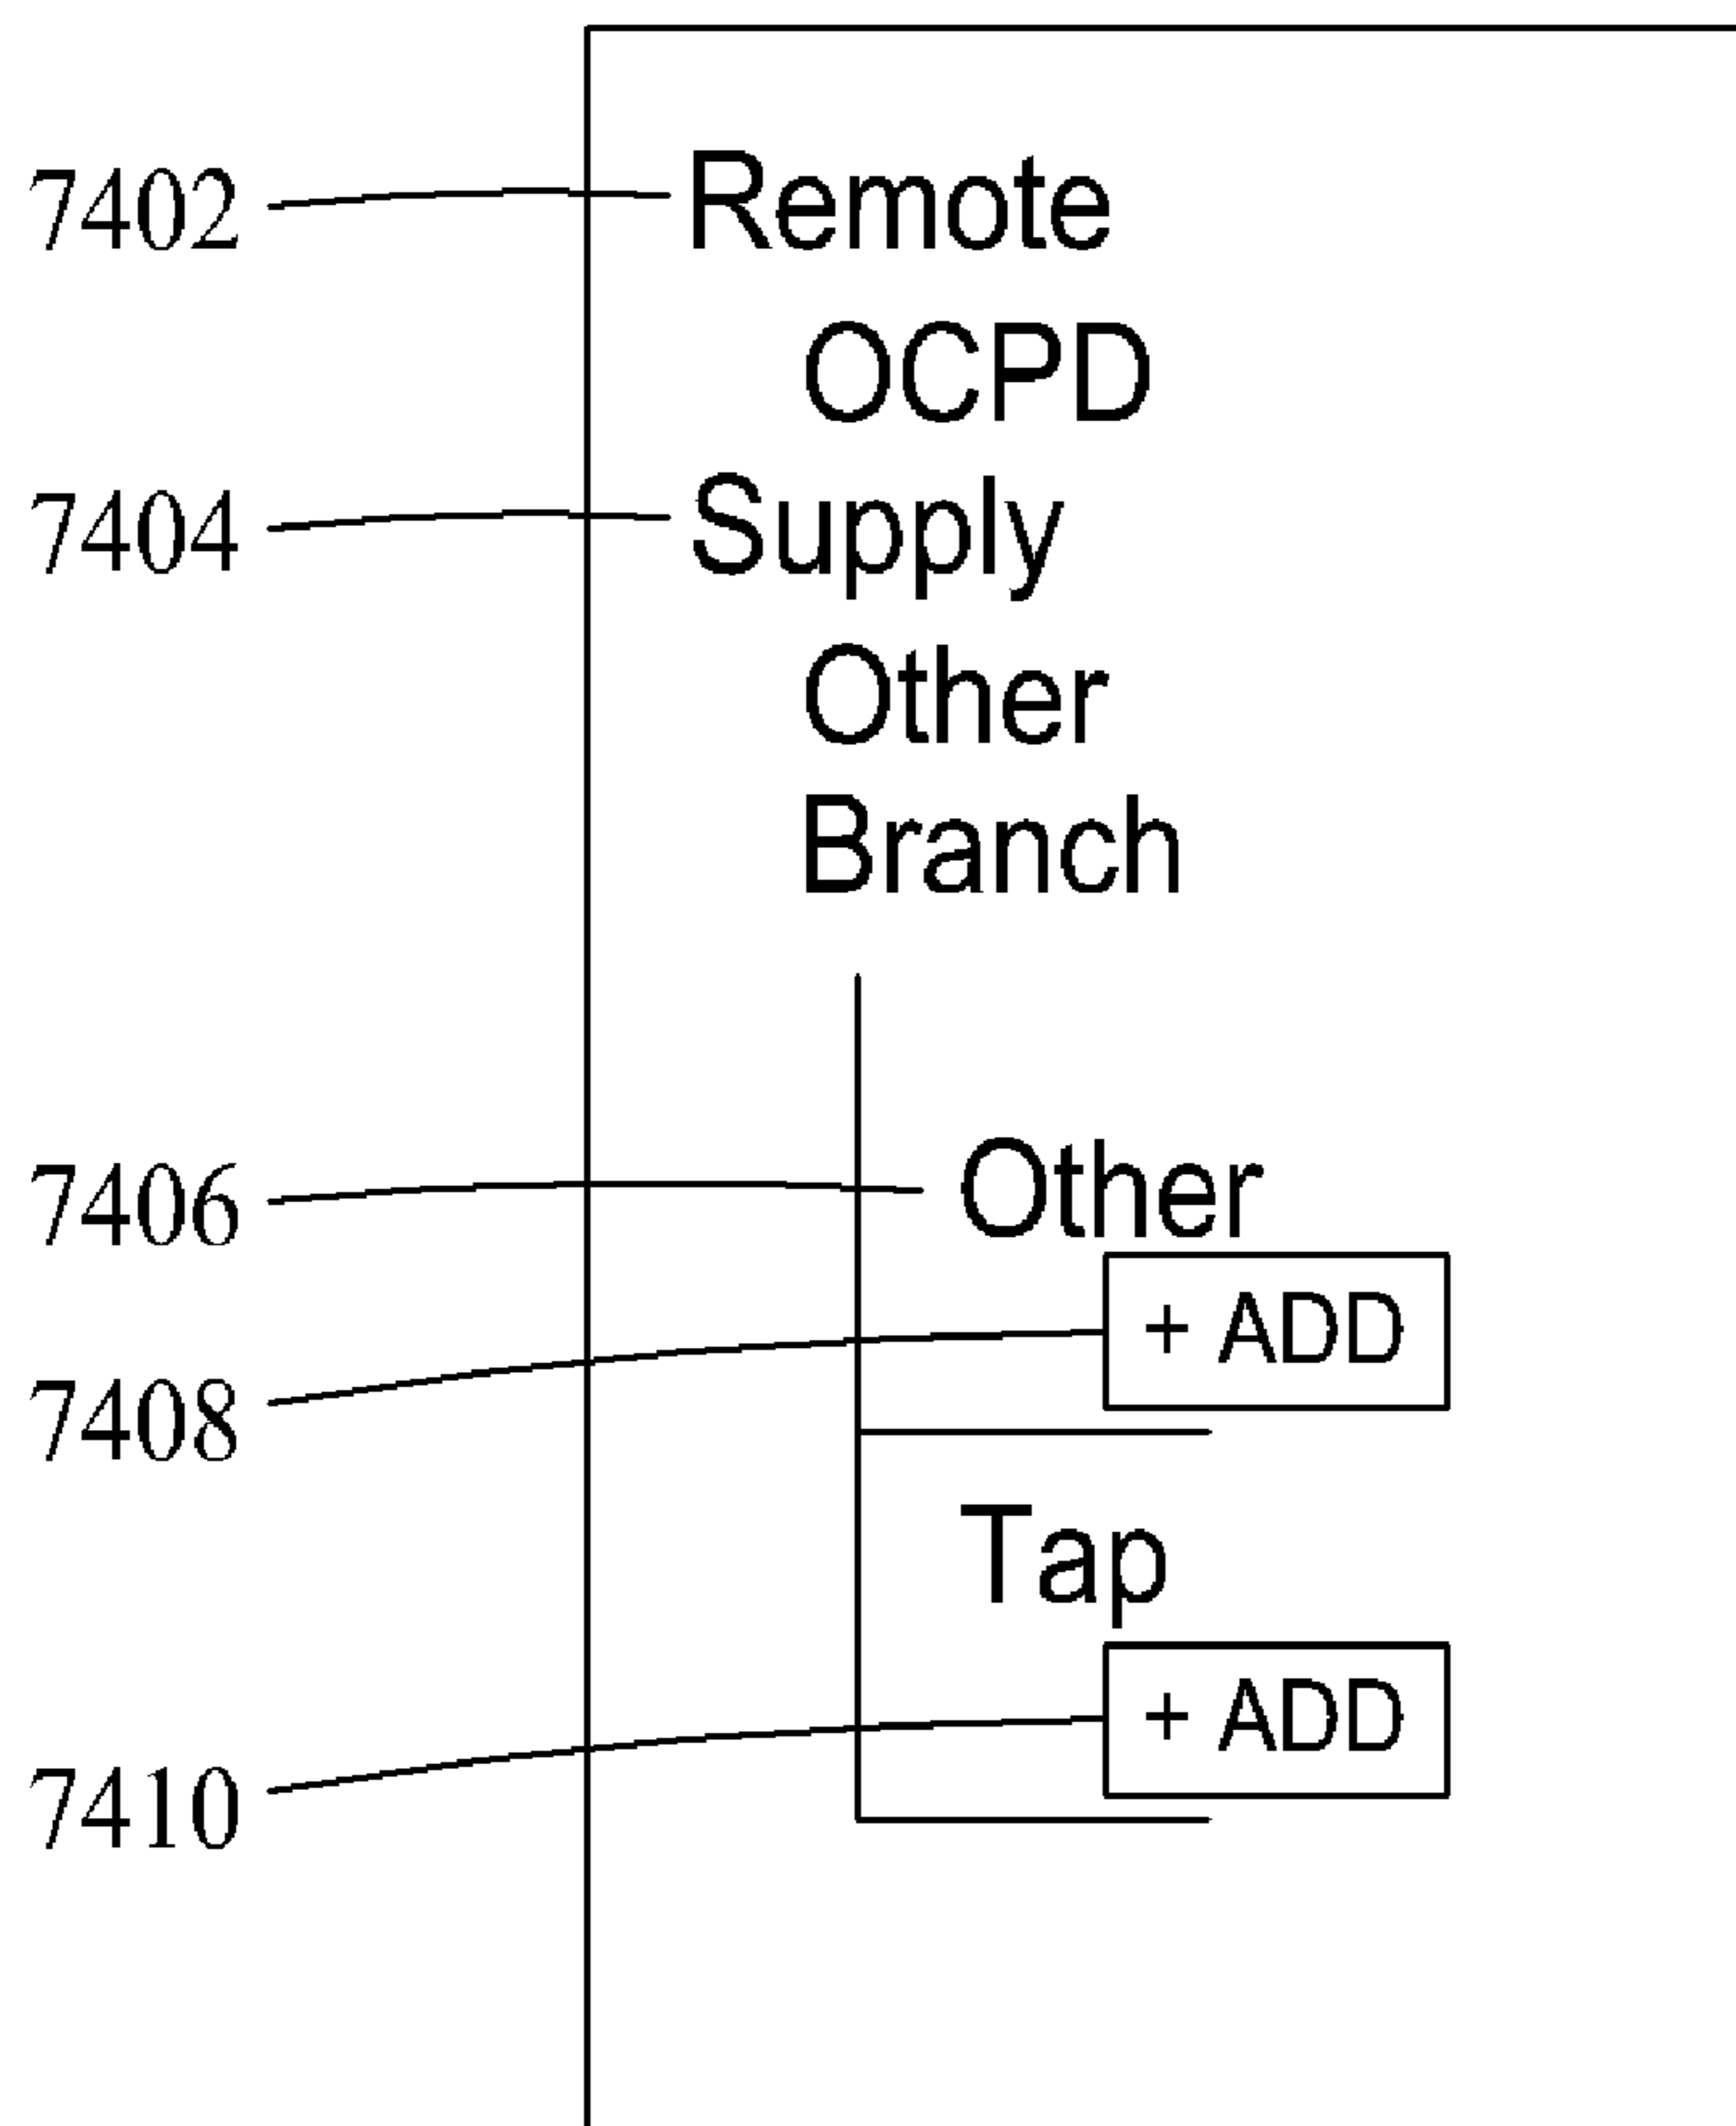 7402 Remote
OCPD
7404 Supply
Other
Branch
7406 Other
7408 + ADD
Tap
7410 + ADD